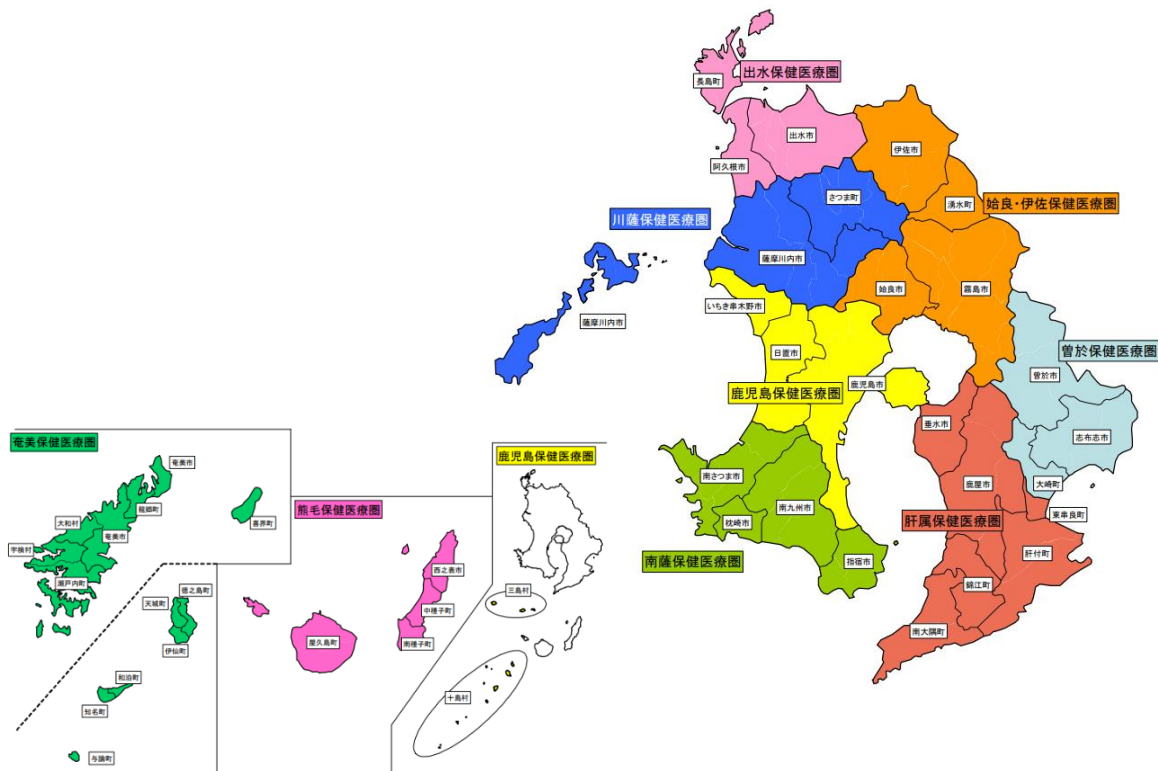 出水保健医療圏
長島町
出水市
阿久根市
伊佐市
湧水町
姶良・伊佐保健医療圏
さつま町
川薩保健医療圏
薩摩川内市
姶良市
霧島市
薩摩川内市
いちき串木野市
日置市
曽於保健医療圏
曽於市
鹿児島市
鹿児島保健医療圏
垂水市
志布志市
大崎町
鹿屋市
東串良町
南さつま市
南九州市
枕崎市
肝属保健医療圏
肝付町
南薩保健医療圏
指宿市
錦江町
南大隅町
奄美保健医療圏
奄美市
龍郷町
大和村
奄美市
宇検村
瀬戸内町
喜界町
徳之島町
天城町
伊仙町
和泊町
知名町
与論町
熊毛保健医療圏
西之表市
中種子町
南種子町
屋久島町
鹿児島保健医療圏
三島村
十島村